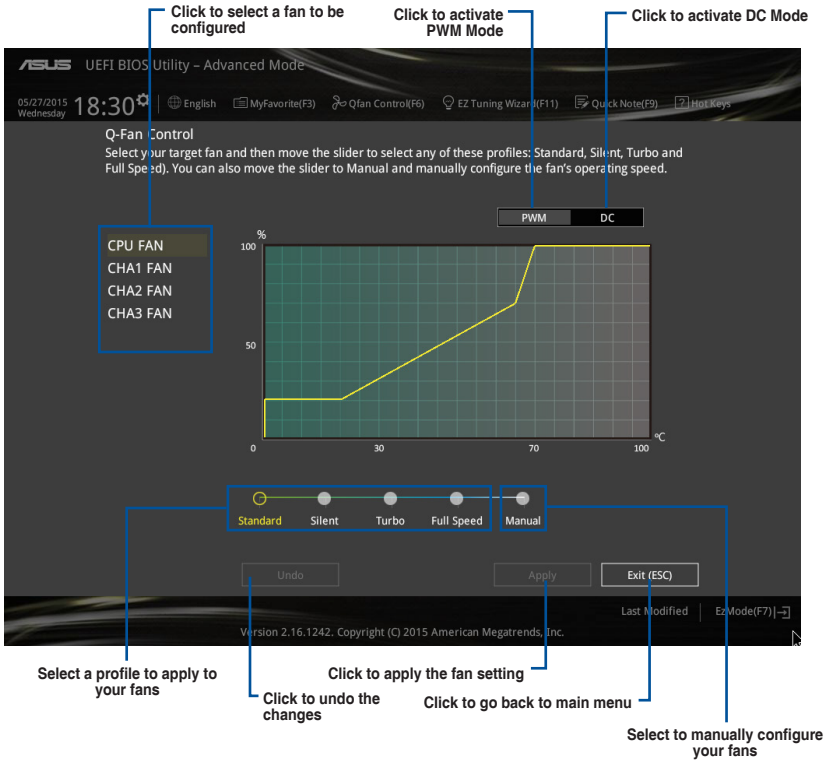 Click to select a fan to be
configured
Click to activate
PWM Mode
Click to activate DC Mode
ASUS UEFI BIOS Utility – Advanced Mode
05/27/2015
Wednesday
18:30
English
MyFavorite(F3)
Qfan Control(F6)
EZ Tuning Wizard(F11)
Quick Note(F9)
? Hot Keys
Q-Fan Control
Select your target fan and then move the slider to select any of these profiles: Standard, Silent, Turbo and
Full Speed). You can also move the slider to Manual and manually configure the fan's operating speed.
PWM
DC
CPU FAN
CHA1 FAN
CHA2 FAN
CHA3 FAN
%
100
50
0
30
70
100
ºC
Standard
Silent
Turbo
Full Speed
Manual
Undo
Apply
Exit (ESC)
Last Modified
EzMode(F7)
Version 2.16.1242. Copyright (C) 2015 American Megatrends, Inc.
Select a profile to apply to
your fans
Click to undo the
changes
Click to apply the fan setting
Click to go back to main menu
Select to manually configure
your fans